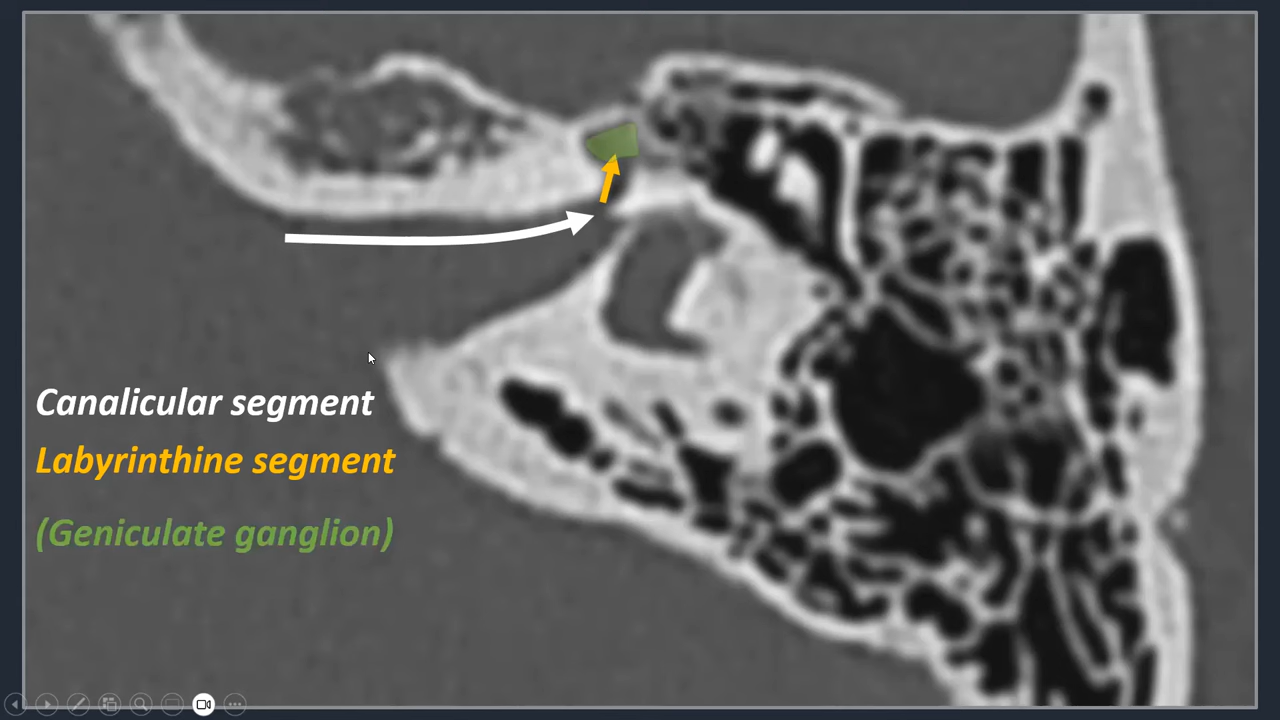 Canalicular segment
Labyrinthine segment
(Geniculate ganglion)